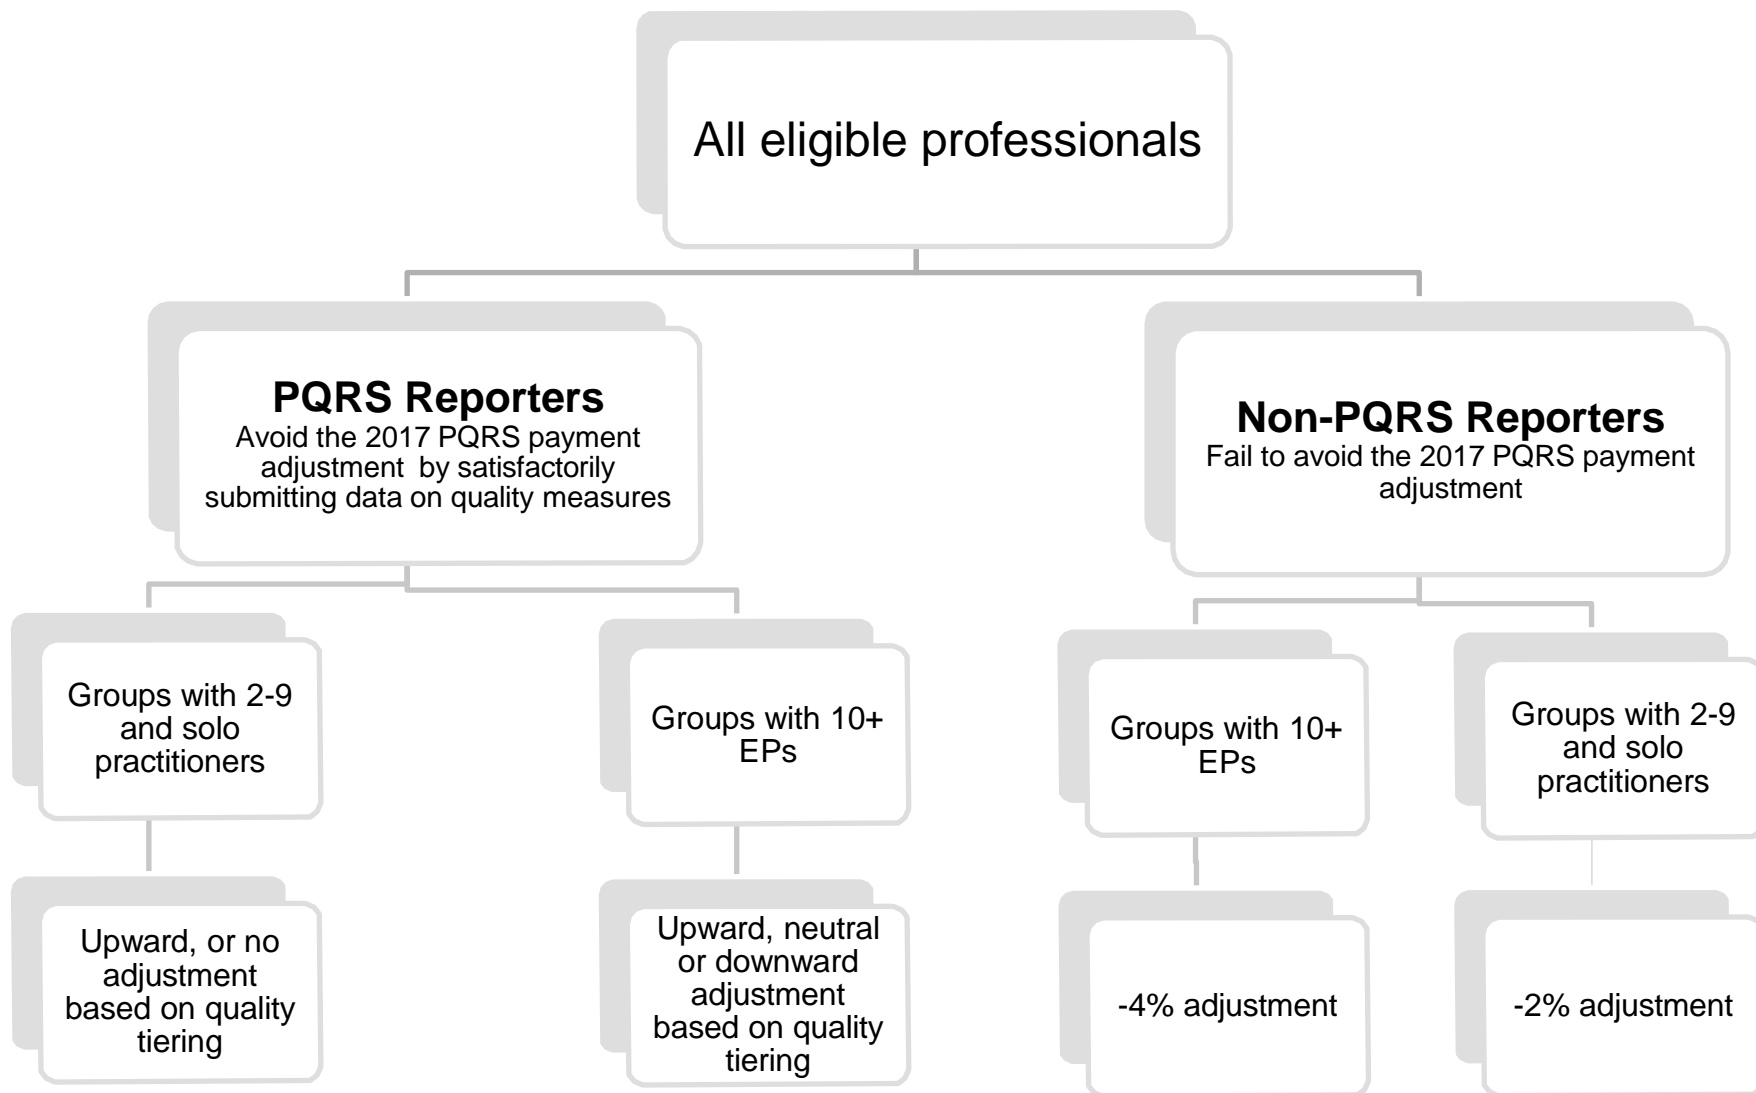 All eligible professionals
PQRS Reporters
Avoid the 2017 PQRS payment
adjustment by satisfactorily
submitting data on quality measures
Non-PQRS Reporters
Fail to avoid the 2017 PQRS payment
adjustment
Groups with 2-9
and solo
practitioners
Groups with 10+
EPs
Groups with 10+
EPs
Groups with 2-9
and solo
practitioners
Upward, or no
adjustment
based on quality
tiering
Upward, neutral
or downward
adjustment
based on quality
tiering
-4% adjustment
-2% adjustment